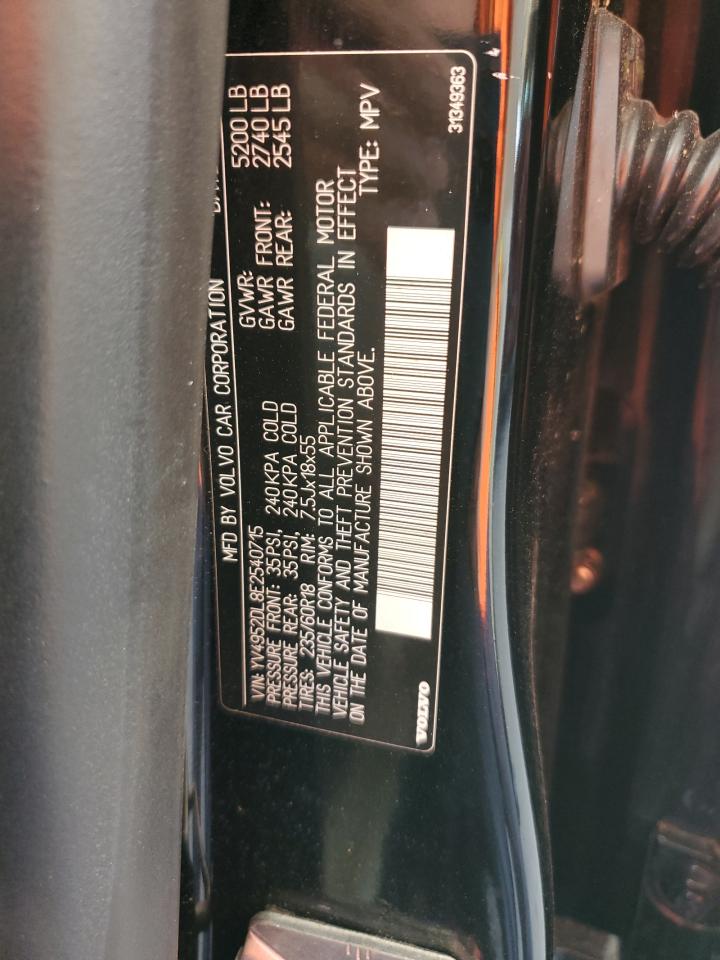 MFD BY VOLVO CAR CORPORATION
VIN: YV4952DL8E2540715
GVWR: 5200 LB
PRESSURE FRONT: 35PSI, 240KPA COLD
GAWR FRONT: 2740 LB
PRESSURE REAR: 35PSI, 240KPA COLD
GAWR REAR: 2545 LB
TIRES: 235/60R18 RIM: 7.5Jx18x55
THIS VEHICLE CONFORMS TO ALL APPLICABLE FEDERAL MOTOR
VEHICLE SAFETY AND THEFT PREVENTION STANDARDS IN EFFECT
ON THE DATE OF MANUFACTURE SHOWN ABOVE.
TYPE: MPV
VOLVO
31349363